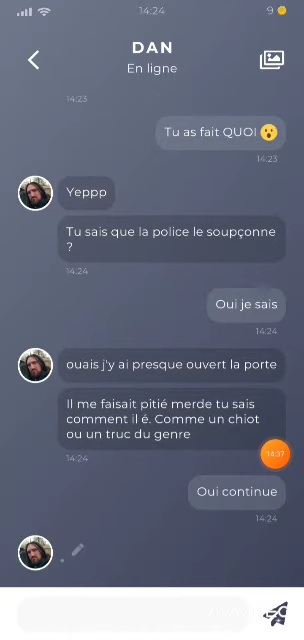 14:24
9
DAN
En ligne
14:23
Tu as fait QUOI 😮
14:23
Yeppp
Tu sais que la police le soupçonne
?
14:24
Oui je sais
14:24
ouais j'y ai presque ouvert la porte
Il me faisait pitié merde tu sais
comment il é. Comme un chiot
ou un truc du genre
14:24
14:37
Oui continue
14:24